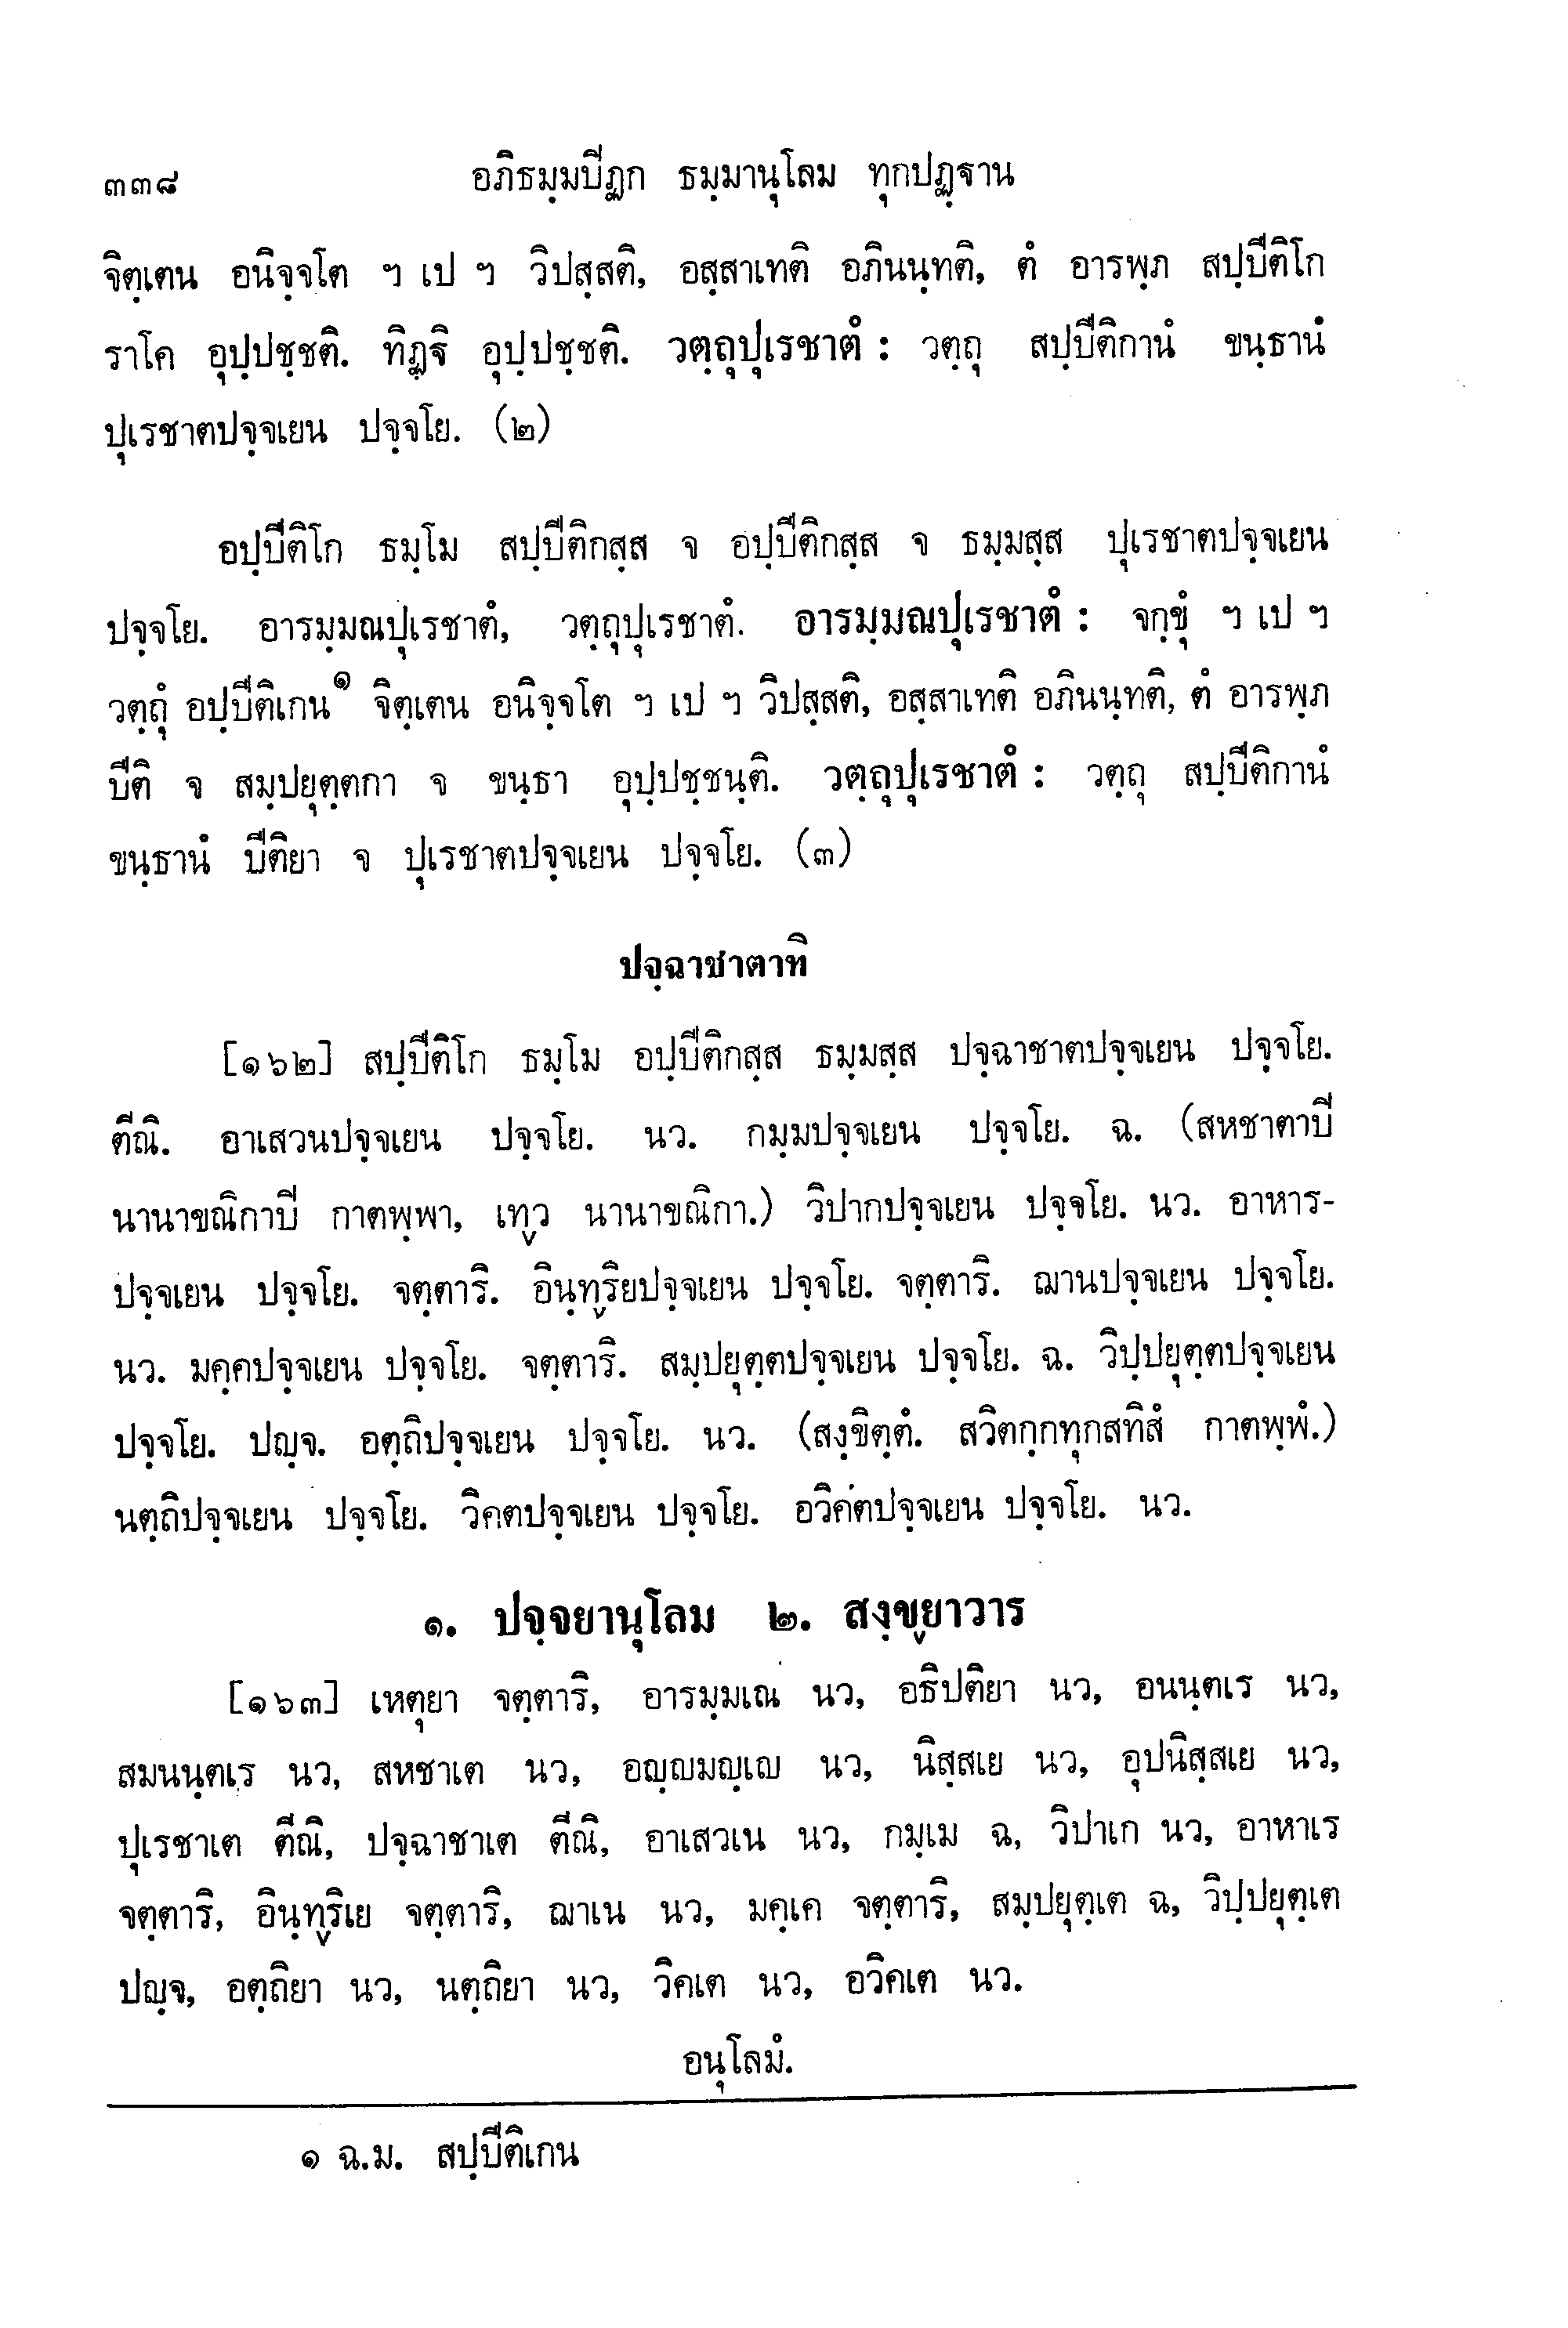 ๓๓๘ อภิธมฺมปีฏก ธมฺมานุโลม ทุกปฏฺฐาน
จิตฺเตน อนิจฺจโต ฯ เป ฯ วิปสฺสติ, อสฺสาเทติ อภินนฺทติ, ตํ อารพฺภ สปฺปีติโก
ราโค อุปฺปชฺชติ. ทิฏฺฐิ อุปฺปชฺชติ. วตฺถุปุเรชาตํ : วตฺถุ สปฺปีติกานํ ขนฺธานํ
ปุเรชาตปจฺจเยน ปจฺจโย. (๒)
อปฺปีติโก ธมฺโม สปฺปีติกสฺส จ อปฺปีติกสฺส จ ธมฺมสฺส ปุเรชาตปจฺจเยน
ปจฺจโย. อารมฺมณปุเรชาตํ, วตฺถุปุเรชาตํ. อารมฺมณปุเรชาตํ : จกฺขุํ ฯ เป ฯ
วตฺถุํ อปฺปีติเกน๑ จิตฺเตน อนิจฺจโต ฯ เป ฯ วิปสฺสติ, อสฺสาเทติ อภินนฺทติ, ตํ อารพฺภ
ปีติ จ สมฺปยุตฺตกา จ ขนฺธา อุปฺปชฺชนฺติ. วตฺถุปุเรชาตํ : วตฺถุ สปฺปีติกานํ
ขนฺธานํ ปีติยา จ ปุเรชาตปจฺจเยน ปจฺจโย. (๓)
ปจฺฉาชาตาทิ
[๑๖๒] สปฺปีติโก ธมฺโม อปฺปีติกสฺส ธมฺมสฺส ปจฺฉาชาตปจฺจเยน ปจฺจโย.
ตีณิ. อาเสวนปจฺจเยน ปจฺจโย. นว. กมฺมปจฺจเยน ปจฺจโย. ฉ. (สหชาตาปี
นานาขณิกาปี กาตพฺพา, เทฺว นานาขณิกา.) วิปากปจฺจเยน ปจฺจโย. นว. อาหาร-
ปจฺจเยน ปจฺจโย. จตฺตาริ. อินฺทฺริยปจฺจเยน ปจฺจโย. จตฺตาริ. ฌานปจฺจเยน ปจฺจโย.
นว. มคฺคปจฺจเยน ปจฺจโย. จตฺตาริ. สมฺปยุตฺตปจฺจเยน ปจฺจโย. ฉ. วิปฺปยุตฺตปจฺจเยน
ปจฺจโย. ปญฺจ. อตฺถิปจฺจเยน ปจฺจโย. นว. (สงฺขิตฺตํ. สวิตกฺกทุกสทิสํ กาตพฺพํ.)
นตฺถิปจฺจเยน ปจฺจโย. วิคตปจฺจเยน ปจฺจโย. อวิคตปจฺจเยน ปจฺจโย. นว.
๑. ปจฺจยานุโลม ๒. สงฺขฺยาวาร
[๑๖๓] เหตุยา จตฺตาริ, อารมฺมเณ นว, อธิปติยา นว, อนนฺตเร นว,
สมนนฺตเร นว, สหชาเต นว, อญฺญมญฺเญ นว, นิสฺสเย นว, อุปนิสฺสเย นว,
ปุเรชาเต ตีณิ, ปจฺฉาชาเต ตีณิ, อาเสวเน นว, กมฺเม ฉ, วิปาเก นว, อาหาเร
จตฺตาริ, อินฺทฺริเย จตฺตาริ, ฌาเน นว, มคฺเค จตฺตาริ, สมฺปยุตฺเต ฉ, วิปฺปยุตฺเต
ปญฺจ, อตฺถิยา นว, นตฺถิยา นว, วิคเต นว, อวิคเต นว.
อนุโลมํ.
๑ ฉ.ม. สปฺปีติเกน